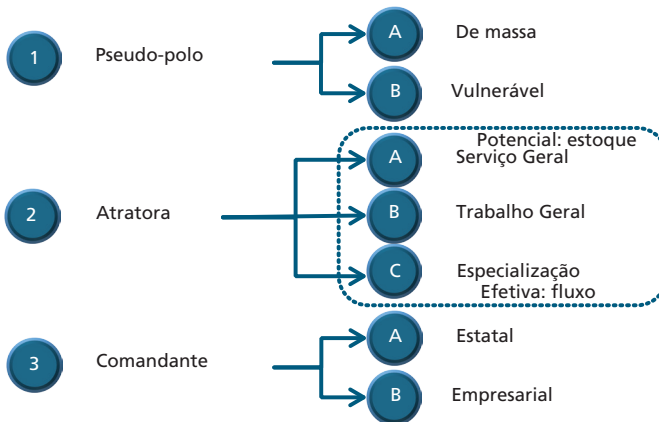 A De massa
1 Pseudo-polo
B Vulnerável
Potencial: estoque
A Serviço Geral
2 Atratora
B Trabalho Geral
C Especialização
Efetiva: fluxo
A Estatal
3 Comandante
B Empresarial